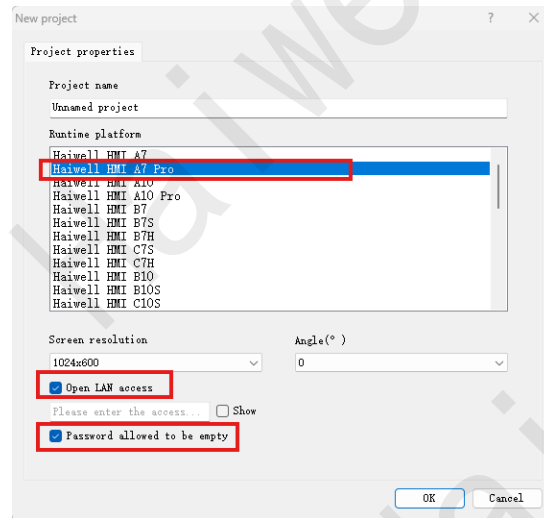 New project
Project properties
Project name
Unnamed project
Runtime platform
Haiwell HMI A7
Haiwell HMI A7 Pro
Haiwell HMI A10
Haiwell HMI A10 Pro
Haiwell HMI B7
Haiwell HMI B7S
Haiwell HMI B7H
Haiwell HMI C7S
Haiwell HMI C7H
Haiwell HMI B10
Haiwell HMI B10S
Haiwell HMI C10S
Screen resolution Angle(° )
1024x600 0
Open LAN access
Please enter the access... Show
Password allowed to be empty
OK Cancel